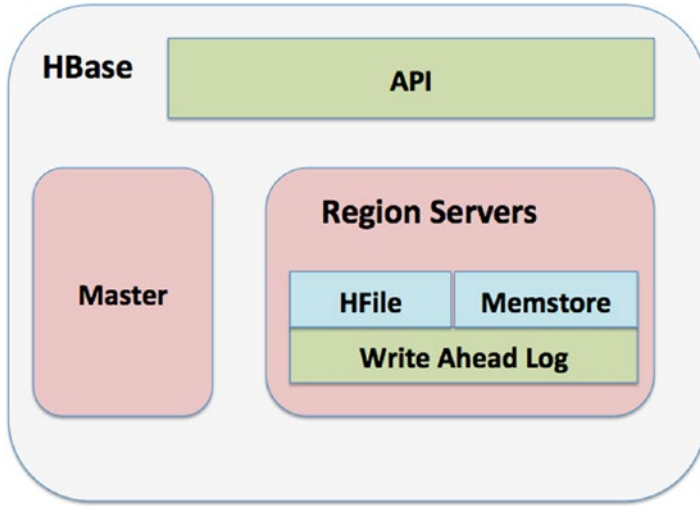 HBase
API
Master
Region Servers
HFile
Memstore
Write Ahead Log